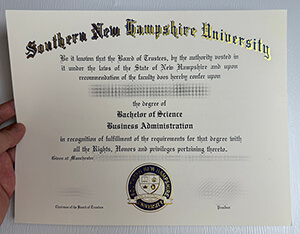 Southern New Hampshire University
Be it known that the Board of Trustees, by the authority vested in
it under the laws of the State of New Hampshire and upon
recommendation of the faculty does hereby confer upon
the degree of
Bachelor of Science
Business Administration
in recognition of fulfillment of the requirements for that degree with
all the Rights, Honors and privileges pertaining thereto.
Given at Manchester
Chairman of the Board of Trustees
President